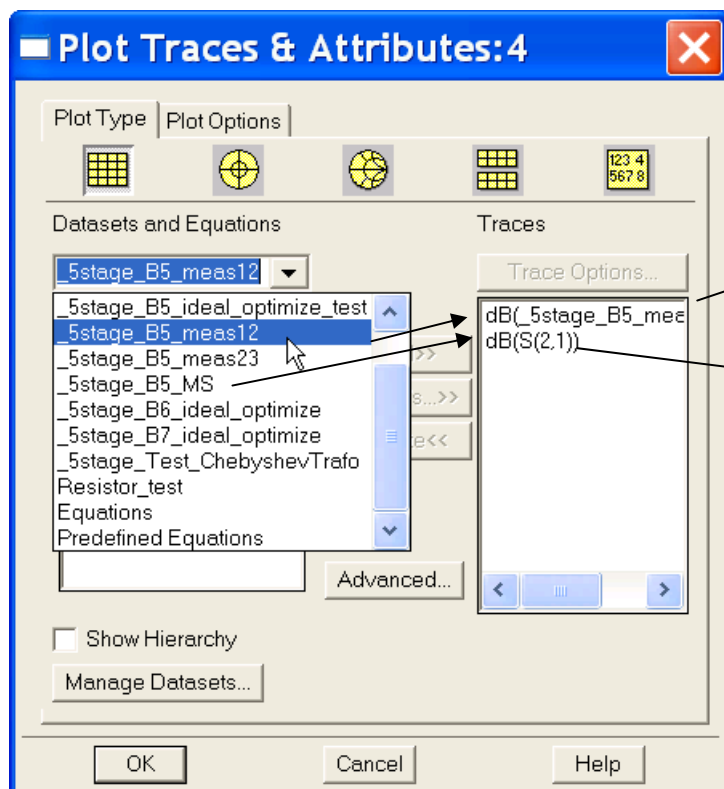 Plot Traces & Attributes:4
Plot Type
Plot Options
123 4
567 8
Datasets and Equations
Traces
_5stage_B5_meas12
Trace Options...
_5stage_B5_ideal_optimize_test
_5stage_B5_meas12
_5stage_B5_meas23
_5stage_B5_MS
_5stage_B6_ideal_optimize
_5stage_B7_ideal_optimize
_5stage_Test_ChebyshevTrafo
Resistor_test
Equations
Predefined Equations
>>
s...>>
te<<
dB(_5stage_B5_mea
dB(S(2,1))
Advanced...
Show Hierarchy
Manage Datasets...
OK
Cancel
Help